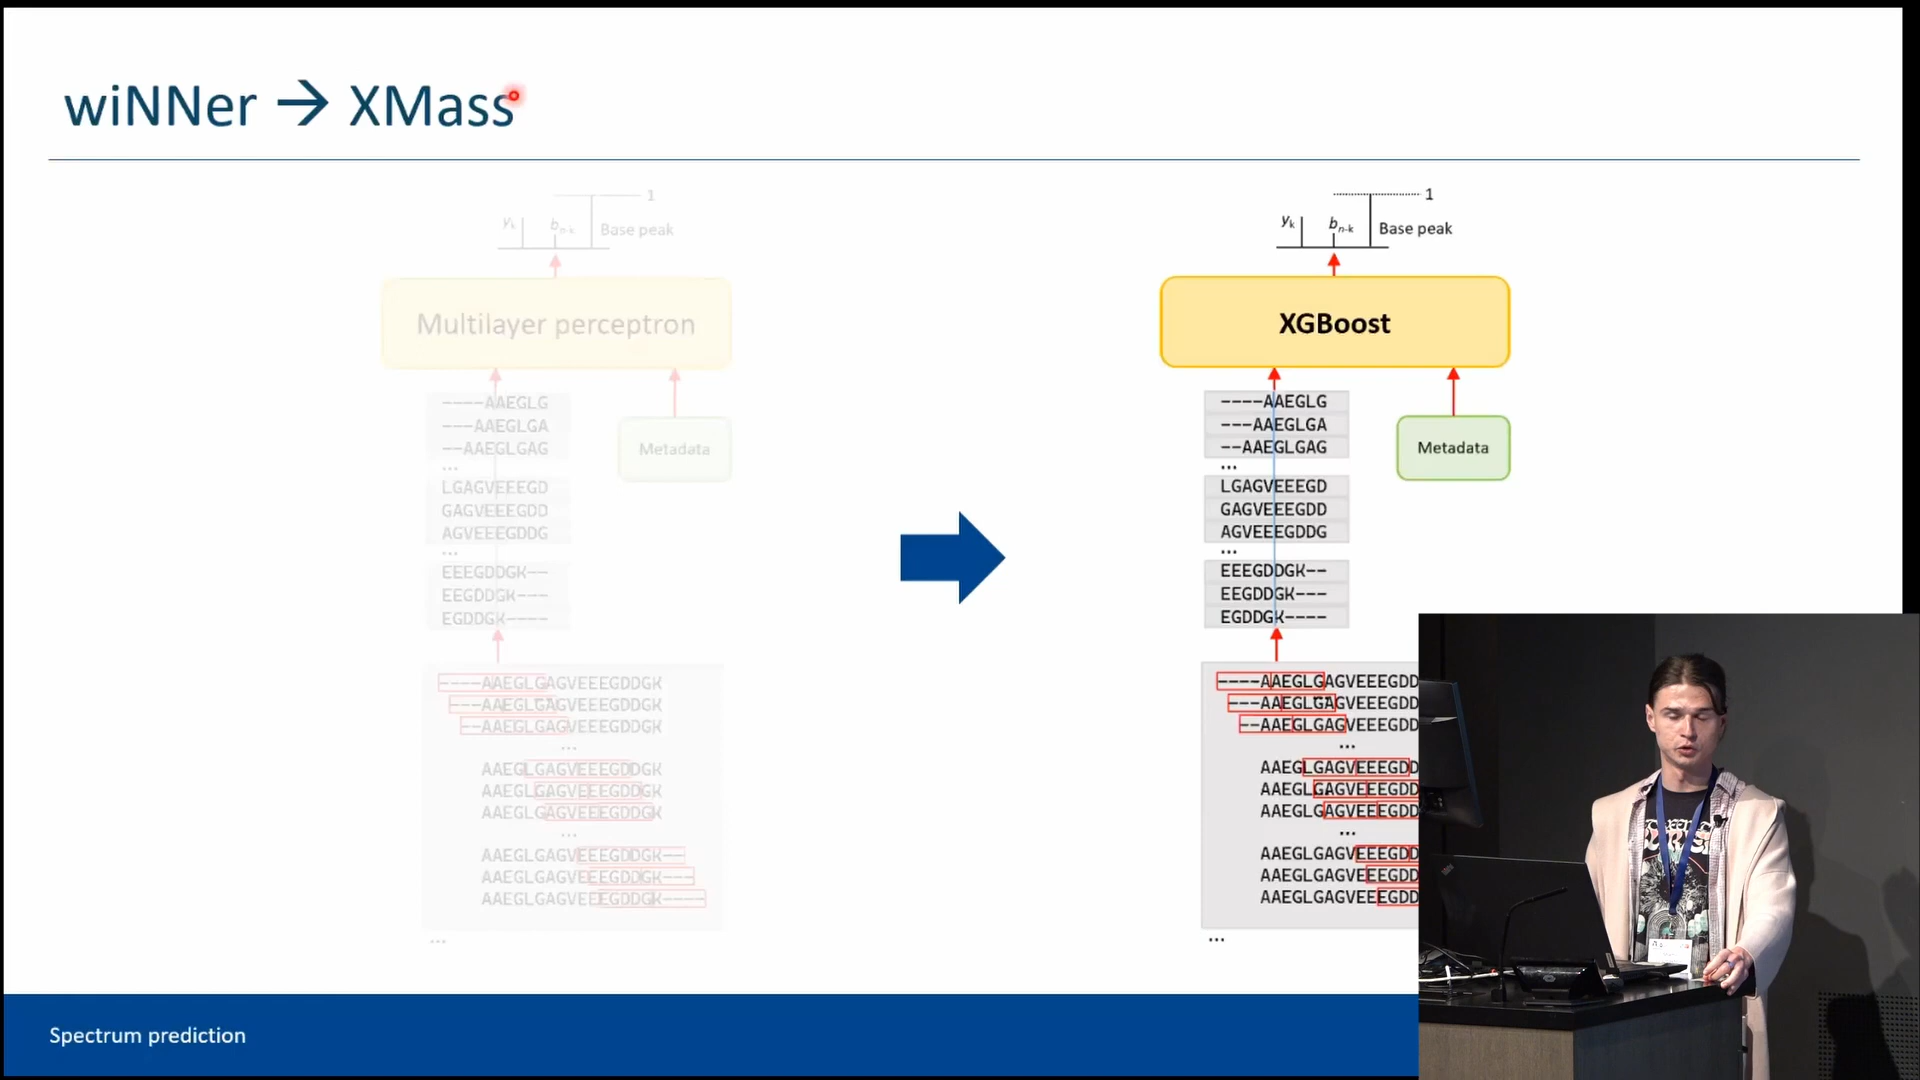 wiNNer → XMass
1
yk
bn-k
Base peak
Multilayer perceptron
----AAEGLG
---AAEGLGA
--AAEGLGAG
...
LGAGVEEEGD
GAGVEEEGDD
AGVEEEGDDG
...
EEEGDDGK--
EEGDDGK---
EGDDGK----
Metadata
----AAEGLGAGVEEEGDDGK
---AAEGLGAGVEEEGDDGK
--AAEGLGAGVEEEGDDGK
...
AAEGLGAGVEEEGDDGK
AAEGLGAGVEEEGDDGK
AAEGLGAGVEEEGDDGK
...
AAEGLGAGVEEEGDDGK--
AAEGLGAGVEEEGDDGK---
AAEGLGAGVEEEGDDGK----
...
1
yk
bn-k
Base peak
XGBoost
----AAEGLG
---AAEGLGA
--AAEGLGAG
...
LGAGVEEEGD
GAGVEEEGDD
AGVEEEGDDG
...
EEEGDDGK--
EEGDDGK---
EGDDGK----
Metadata
----AAEGLGAGVEEEGDD
---AAEGLGAGVEEEGDD
--AAEGLGAGVEEEGDD
...
AAEGLGAGVEEEGDD
AAEGLGAGVEEEGDD
AAEGLGAGVEEEGDD
...
AAEGLGAGVEEEGDD
AAEGLGAGVEEEGDD
AAEGLGAGVEEEGDD
...
Spectrum prediction